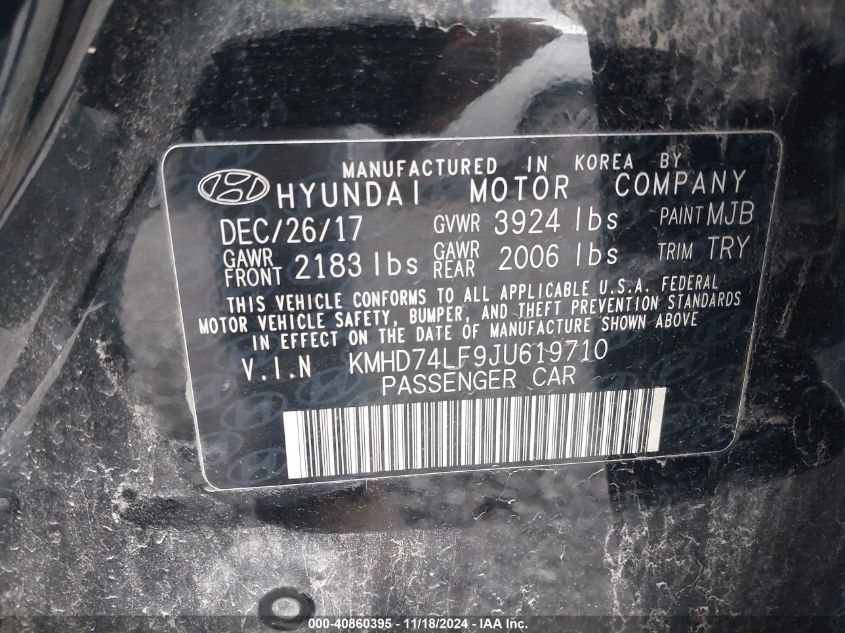 MANUFACTURED IN KOREA BY
HYUNDAI MOTOR COMPANY
DEC/26/17 GVWR 3924 lbs PAINT MJB
GAWR FRONT 2183 lbs GAWR REAR 2006 lbs TRIM TRY
THIS VEHICLE CONFORMS TO ALL APPLICABLE U.S.A. FEDERAL
MOTOR VEHICLE SAFETY, BUMPER, AND THEFT PREVENTION STANDARDS
IN EFFECT ON THE DATE OF MANUFACTURE SHOWN ABOVE
V.I.N KMHD74LF9JU619710
PASSENGER CAR
000-40860395 - 11/18/2024 - IAA Inc.